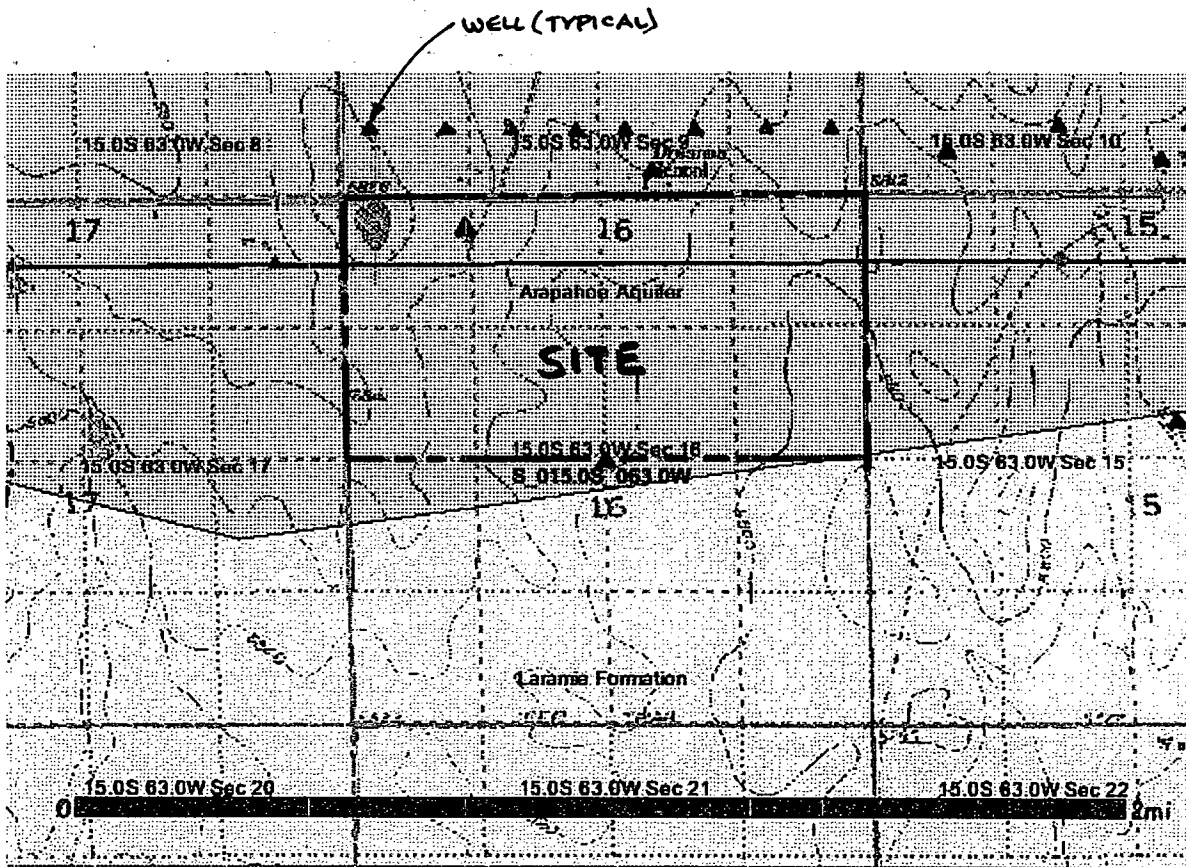 WELL (TYPICAL)
15.0S 63.0W Sec 8
15.0S 63.0W Sec 9
15.0S 63.0W Sec 10
School
17
16
15
Arapahoe Aquifer
SITE
15.0S 63.0W Sec 16
15.0S 63.0W Sec 17
S_015.0S_063.0W
15.0S 63.0W Sec 15
17
16
5
Laramie Formation
15.0S 63.0W Sec 20
15.0S 63.0W Sec 21
15.0S 63.0W Sec 22
0
2mi